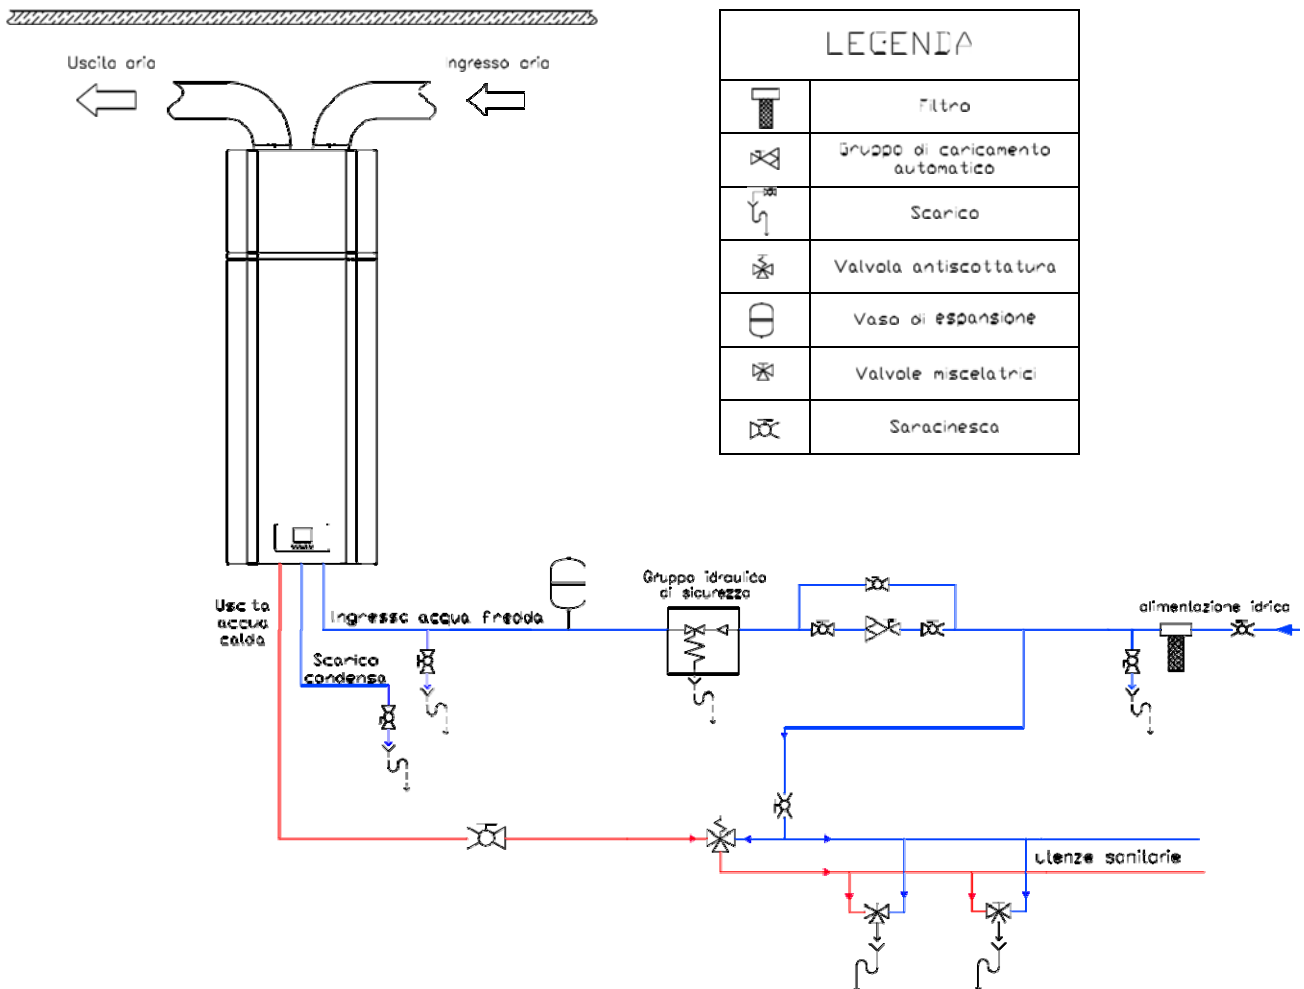 Uscita aria
Ingresso aria
LEGENDA
Filtro
Gruppo di caricamento
automatico
Scarico
Valvola antiscottatura
Vaso di espansione
Valvole miscelatrici
Saracinesca
Uscita
acqua
calda
Ingresso acqua fredda
Scarico
condensa
Gruppo idraulico
di sicurezza
alimentazione idrica
utenze sanitarie